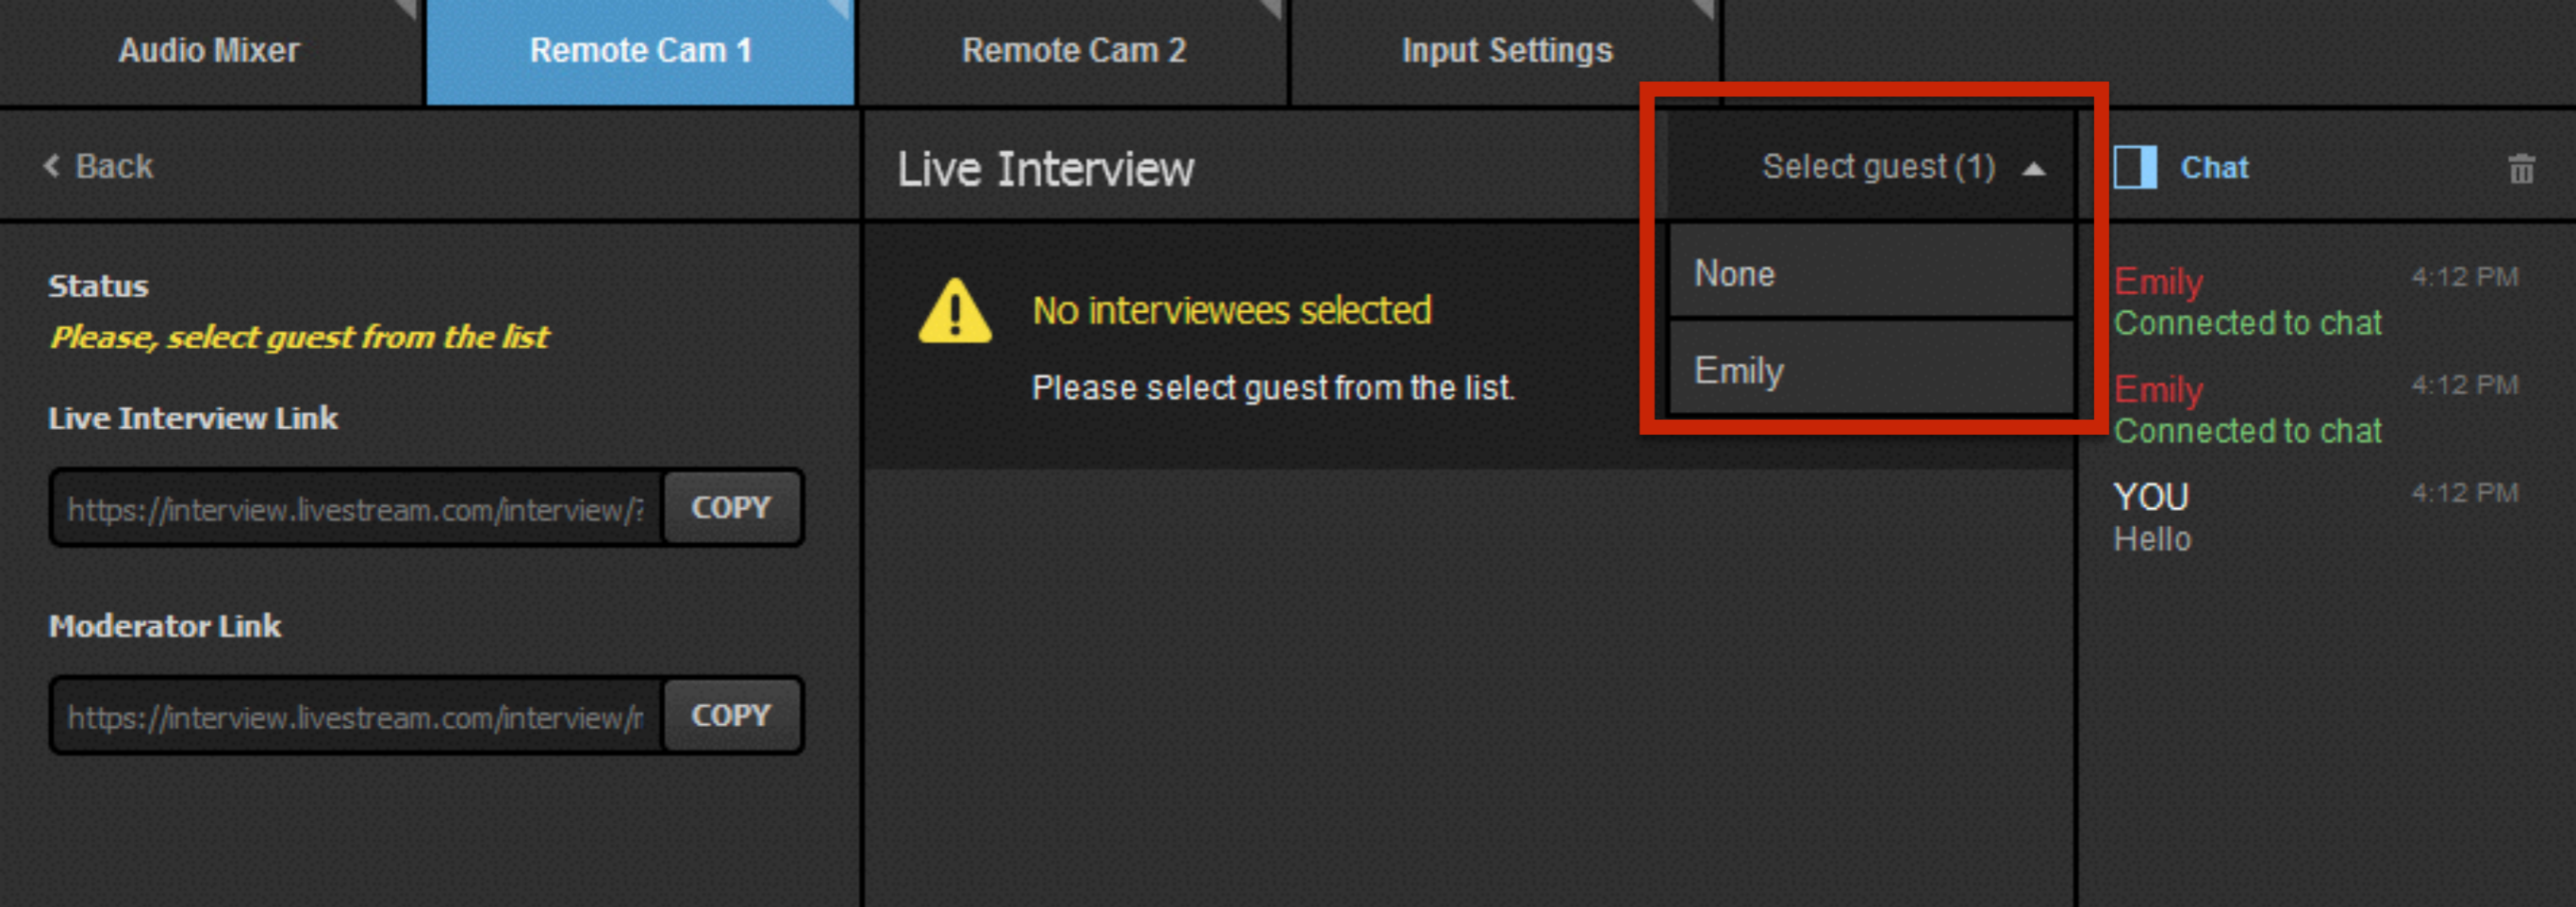 Audio Mixer
Remote Cam 1
Remote Cam 2
Input Settings
Back
Status
Please, select guest from the list
Live Interview Link
https://interview.livestream.com/interview/?
COPY
Moderator Link
https://interview.livestream.com/interview/r
COPY
Live Interview
Select guest (1)
None
Emily
No interviewees selected
Please select guest from the list.
Chat
Emily 4:12 PM
Connected to chat
Emily 4:12 PM
Connected to chat
YOU 4:12 PM
Hello